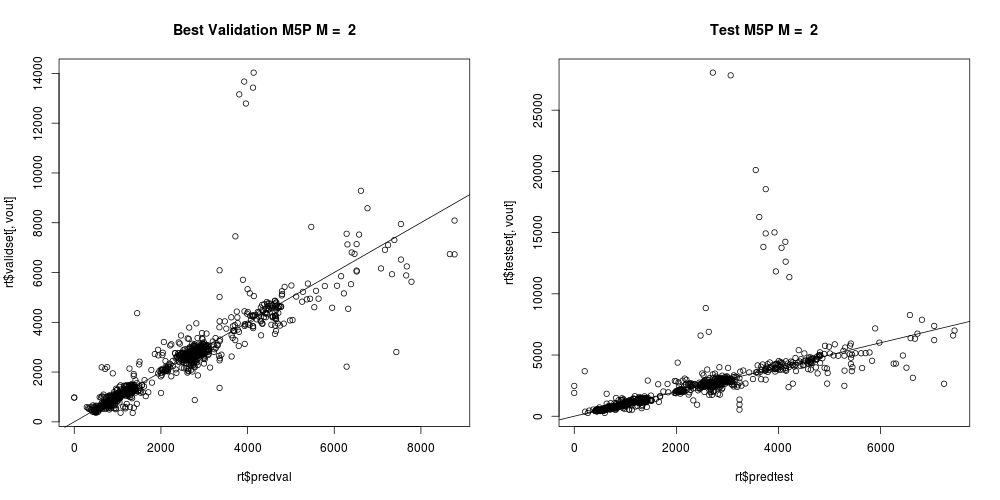 Best Validation M5P M = 2
rt$validset[, vout]
14000
12000
10000
8000
6000
4000
2000
0
0 2000 4000 6000 8000
rt$predval
Test M5P M = 2
rt$testset[, vout]
25000
20000
15000
10000
5000
0
0 2000 4000 6000
rt$predtest